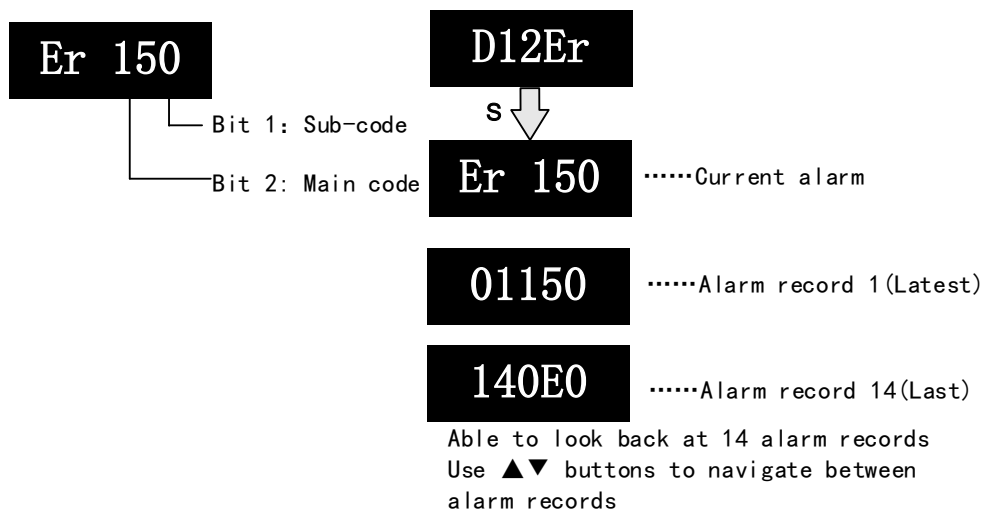 Er 150
Bit 1: Sub-code
Bit 2: Main code
D12Er
S
Er 150 ······Current alarm
01150 ······Alarm record 1(Latest)
140E0 ······Alarm record 14(Last)
Able to look back at 14 alarm records
Use ▲▼ buttons to navigate between
alarm records